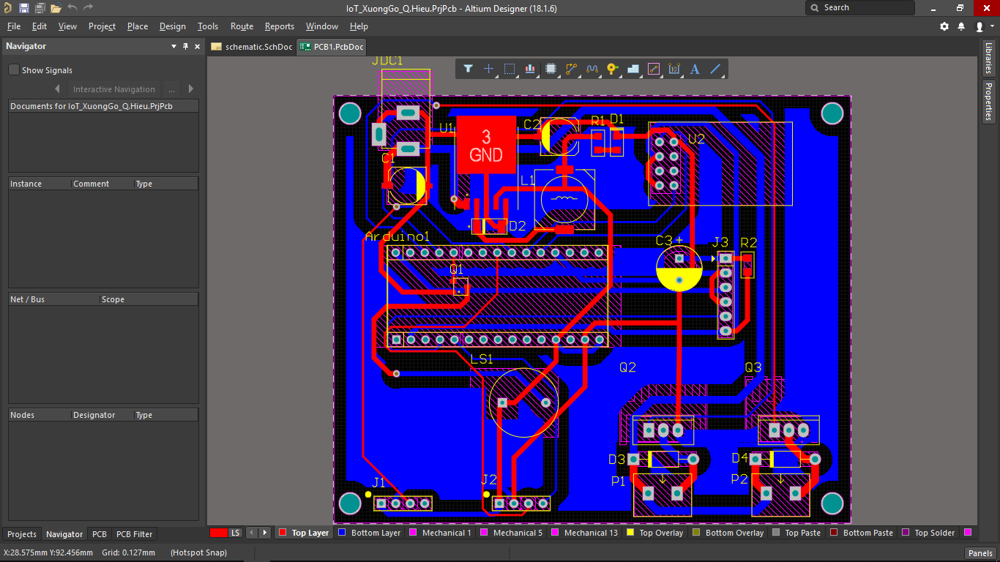 IoT_XuongGo_Q.Hieu.PrjPcb - Altium Designer (18.1.6)
Search
File Edit View Project Place Design Tools Route Reports Window Help
Navigator
schematic.SchDoc
PCB1.PcbDoc
Libraries
Properties
Show Signals
Interactive Navigation
...
Documents for IoT_XuongGo_Q.Hieu.PrjPcb
Instance Comment Type
Net / Bus Scope
Nodes Designator Type
JDC1
U1
3
GND
C2
R1
D1
U2
C1
L1
D2
Arduino1
C3+
J3
R2
Q1
LS1
Q2
Q3
D3
D4
P1
P2
J1
J2
Projects Navigator PCB PCB Filter
LS
Top Layer
Bottom Layer
Mechanical 1
Mechanical 5
Mechanical 13
Top Overlay
Bottom Overlay
Top Paste
Bottom Paste
Top Solder
X:28.575mm Y:92.456mm Grid: 0.127mm (Hotspot Snap)
Panels